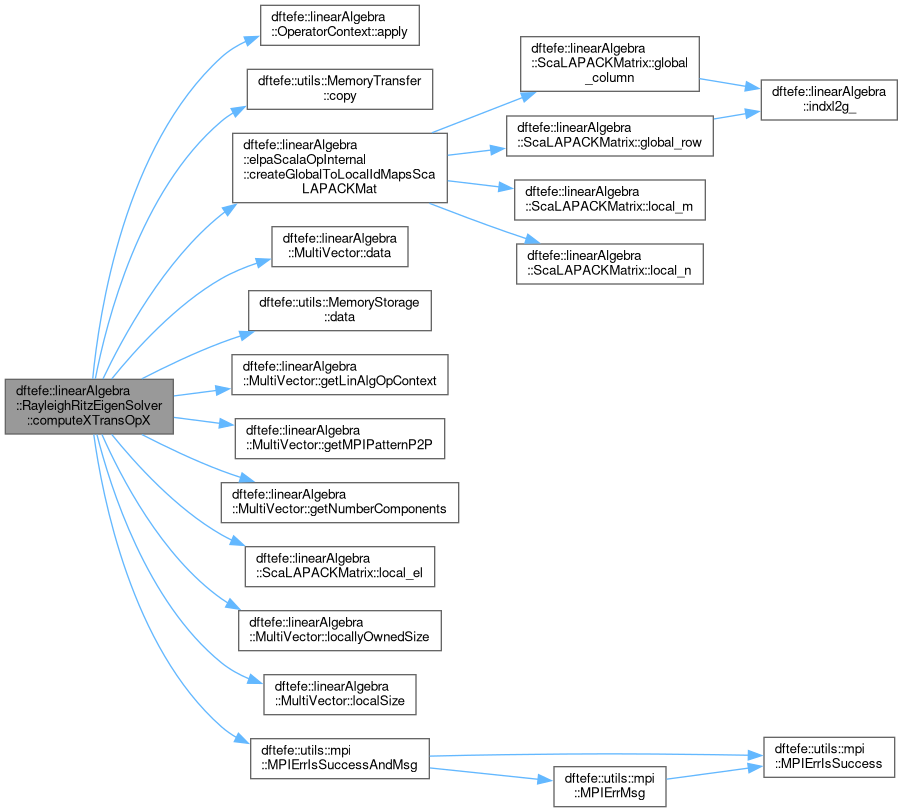 dftefe::linearAlgebra
::OperatorContext::apply
dftefe::utils::MemoryTransfer
::copy
dftefe::linearAlgebra
::elpaScalaOpInternal
::createGlobalToLocalIdMapsSca
LAPACKMat
dftefe::linearAlgebra
::ScaLAPACKMatrix::global
_column
dftefe::linearAlgebra
::ScaLAPACKMatrix::global_row
dftefe::linearAlgebra
::indxl2g_
dftefe::linearAlgebra
::ScaLAPACKMatrix::local_m
dftefe::linearAlgebra
::ScaLAPACKMatrix::local_n
dftefe::linearAlgebra
::MultiVector::data
dftefe::utils::MemoryStorage
::data
dftefe::linearAlgebra
::MultiVector::getLinAlgOpContext
dftefe::linearAlgebra
::RayleighRitzEigenSolver
::computeXTransOpX
dftefe::linearAlgebra
::MultiVector::getMPIPatternP2P
dftefe::linearAlgebra
::MultiVector::getNumberComponents
dftefe::linearAlgebra
::ScaLAPACKMatrix::local_el
dftefe::linearAlgebra
::MultiVector::locallyOwnedSize
dftefe::linearAlgebra
::MultiVector::localSize
dftefe::utils::mpi
::MPIErrIsSuccessAndMsg
dftefe::utils::mpi
::MPIErrMsg
dftefe::utils::mpi
::MPIErrIsSuccess